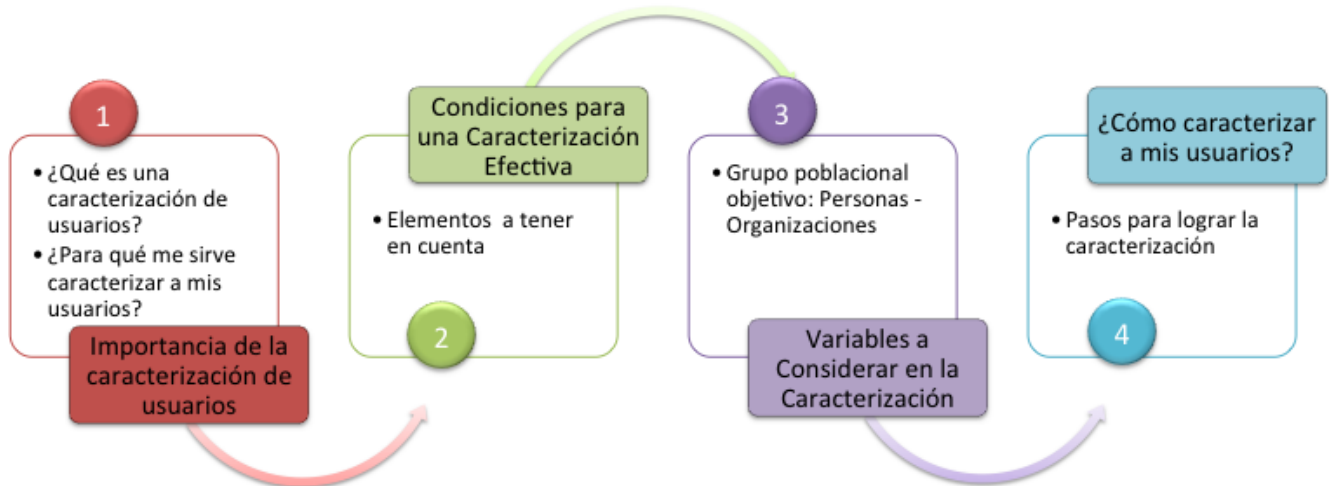 1
• ¿Qué es una
caracterización de
usuarios?
• ¿Para qué me sirve
caracterizar a mis
usuarios?
Importancia de la
caracterización de
usuarios
Condiciones para
una Caracterización
Efectiva
• Elementos a tener
en cuenta
2
3
• Grupo poblacional
objetivo: Personas -
Organizaciones
Variables a
Considerar en la
Caracterización
¿Cómo caracterizar
a mis usuarios?
• Pasos para lograr la
caracterización
4